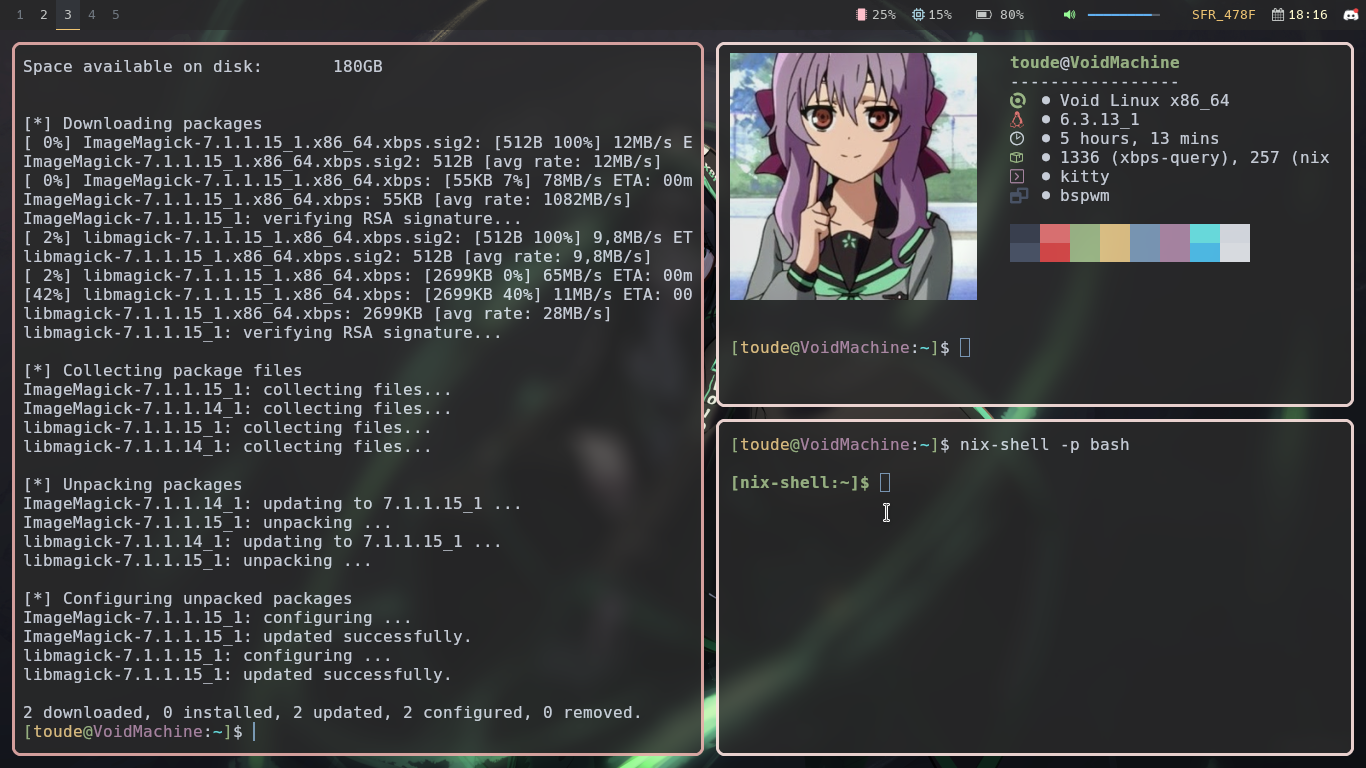 1 2 3 4 5 25% 15% 80% SFR_478F 18:16
Space available on disk: 180GB
[*] Downloading packages
[ 0%] ImageMagick-7.1.1.15_1.x86_64.xbps.sig2: [512B 100%] 12MB/s E
ImageMagick-7.1.1.15_1.x86_64.xbps.sig2: 512B [avg rate: 12MB/s]
[ 0%] ImageMagick-7.1.1.15_1.x86_64.xbps: [55KB 7%] 78MB/s ETA: 00m
ImageMagick-7.1.1.15_1.x86_64.xbps: 55KB [avg rate: 1082MB/s]
ImageMagick-7.1.1.15_1: verifying RSA signature...
[ 2%] libmagick-7.1.1.15_1.x86_64.xbps.sig2: [512B 100%] 9,8MB/s ET
libmagick-7.1.1.15_1.x86_64.xbps.sig2: 512B [avg rate: 9,8MB/s]
[ 2%] libmagick-7.1.1.15_1.x86_64.xbps: [2699KB 0%] 65MB/s ETA: 00m
[42%] libmagick-7.1.1.15_1.x86_64.xbps: [2699KB 40%] 11MB/s ETA: 00
libmagick-7.1.1.15_1.x86_64.xbps: 2699KB [avg rate: 28MB/s]
libmagick-7.1.1.15_1: verifying RSA signature...
[*] Collecting package files
ImageMagick-7.1.1.15_1: collecting files...
ImageMagick-7.1.1.14_1: collecting files...
libmagick-7.1.1.15_1: collecting files...
libmagick-7.1.1.14_1: collecting files...
[*] Unpacking packages
ImageMagick-7.1.1.14_1: updating to 7.1.1.15_1 ...
ImageMagick-7.1.1.15_1: unpacking ...
libmagick-7.1.1.14_1: updating to 7.1.1.15_1 ...
libmagick-7.1.1.15_1: unpacking ...
[*] Configuring unpacked packages
ImageMagick-7.1.1.15_1: configuring ...
ImageMagick-7.1.1.15_1: updated successfully.
libmagick-7.1.1.15_1: configuring ...
libmagick-7.1.1.15_1: updated successfully.
2 downloaded, 0 installed, 2 updated, 2 configured, 0 removed.
[toude@VoidMachine:~]$
toude@VoidMachine
-----------------
● Void Linux x86_64
● 6.3.13_1
● 5 hours, 13 mins
● 1336 (xbps-query), 257 (nix
● kitty
● bspwm
[toude@VoidMachine:~]$
[toude@VoidMachine:~]$ nix-shell -p bash
[nix-shell:~]$